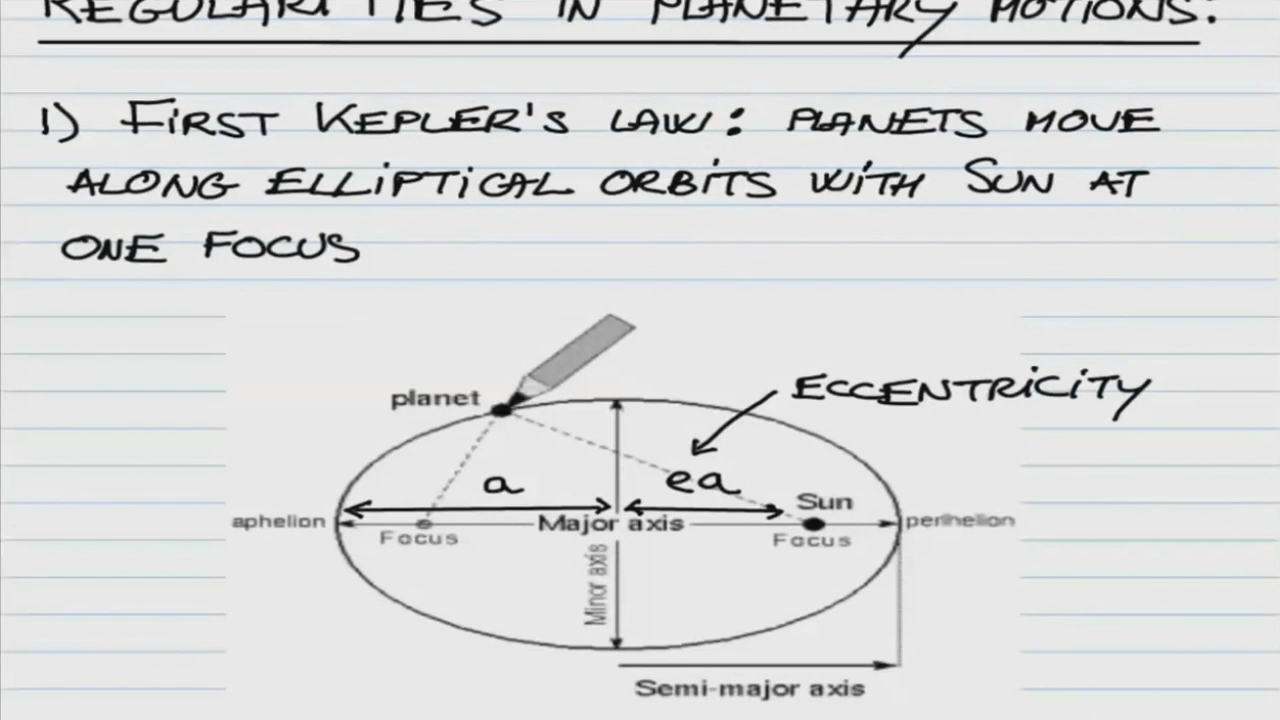 REGULARITIES IN PLANETARY MOTIONS:
1) FIRST KEPLER'S LAW: PLANETS MOVE
ALONG ELLIPTICAL ORBITS WITH SUN AT
ONE FOCUS
planet
ECCENTRICITY
a
ea
Sun
aphelion
Major axis
perihelion
Focus
Focus
Minor axis
Semi-major axis